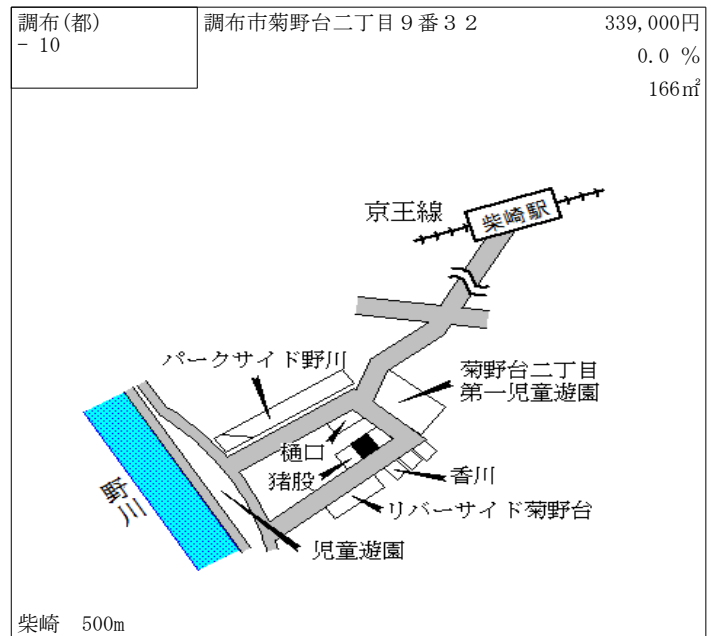 調布(都)
- 10
調布市菊野台二丁目９番３２
339,000円
0.0 %
166㎡
京王線
柴崎駅
パークサイド野川
菊野台二丁目
第一児童遊園
樋口
猪股
香川
リバーサイド菊野台
野川
児童遊園
柴崎　500m